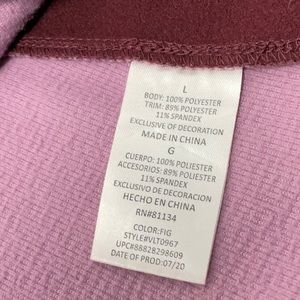 L
BODY: 100% POLYESTER
TRIM: 89% POLYESTER
11% SPANDEX
EXCLUSIVE OF DECORATION
MADE IN CHINA
G
CUERPO: 100% POLIESTER
ACCESORIOS: 89% POLIESTER
11% SPANDEX
EXCLUSIVO DE DECORACION
HECHO EN CHINA
RN#81134
COLOR:FIG
STYLE#VLT0967
UPC#88828298609
DATE OF PROD:07/20